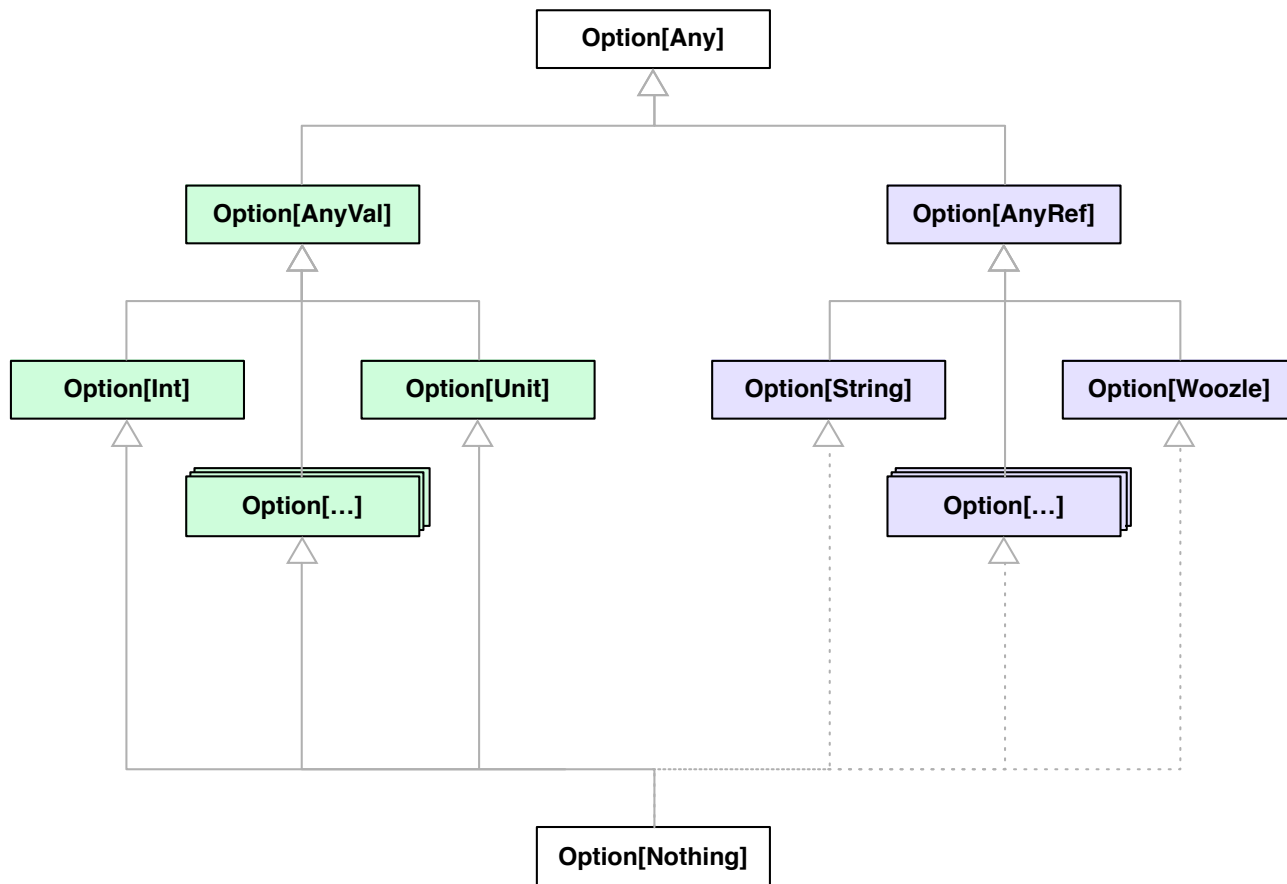 Option[Any]
Option[AnyVal]
Option[AnyRef]
Option[Int]
Option[Unit]
Option[String]
Option[Woozle]
Option[…]
Option[…]
Option[Nothing]